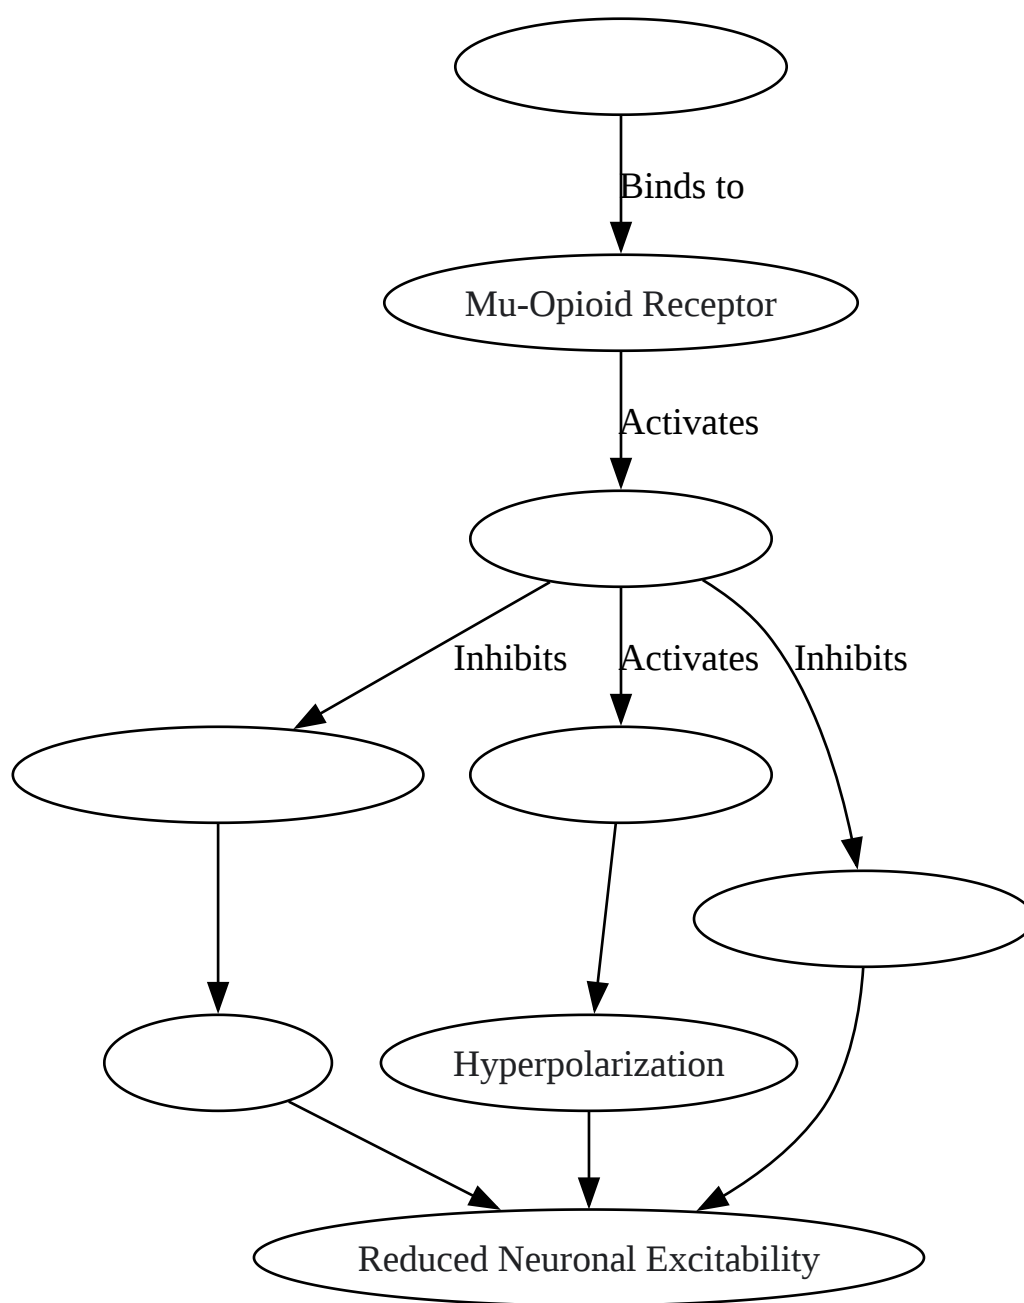 Binds to
Mu-Opioid Receptor
Activates
Inhibits
Activates
Inhibits
Hyperpolarization
Reduced Neuronal Excitability